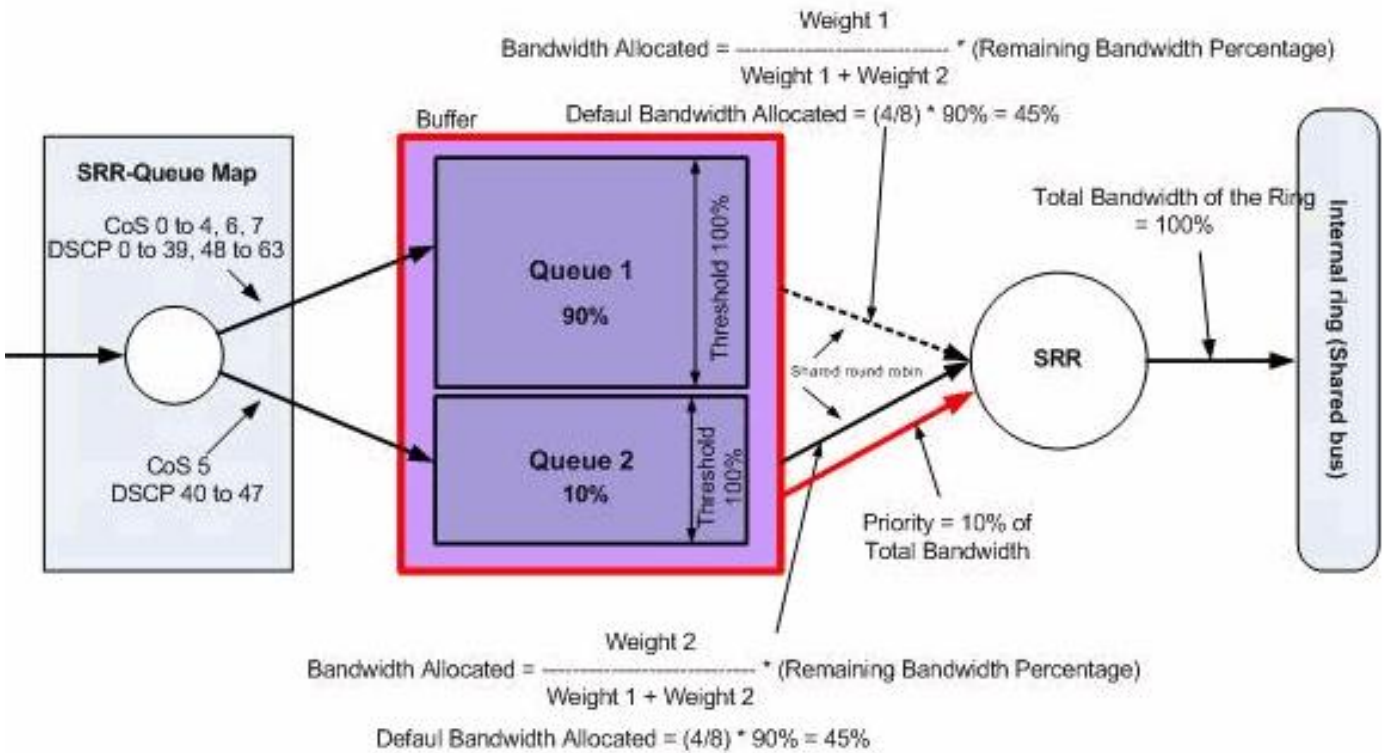 Weight 1
Bandwidth Allocated = ---------------------------- * (Remaining Bandwidth Percentage)
Weight 1 + Weight 2
Defaul Bandwidth Allocated = (4/8) * 90% = 45%
Buffer
SRR-Queue Map
CoS 0 to 4, 6, 7
DSCP 0 to 39, 48 to 63
CoS 5
DSCP 40 to 47
Queue 1
90%
Threshold 100%
Queue 2
10%
Threshold
100%
Shared round robin
SRR
Total Bandwidth of the Ring
= 100%
Internal ring (Shared bus)
Priority = 10% of
Total Bandwidth
Weight 2
Bandwidth Allocated = ---------------------------- * (Remaining Bandwidth Percentage)
Weight 1 + Weight 2
Defaul Bandwidth Allocated = (4/8) * 90% = 45%